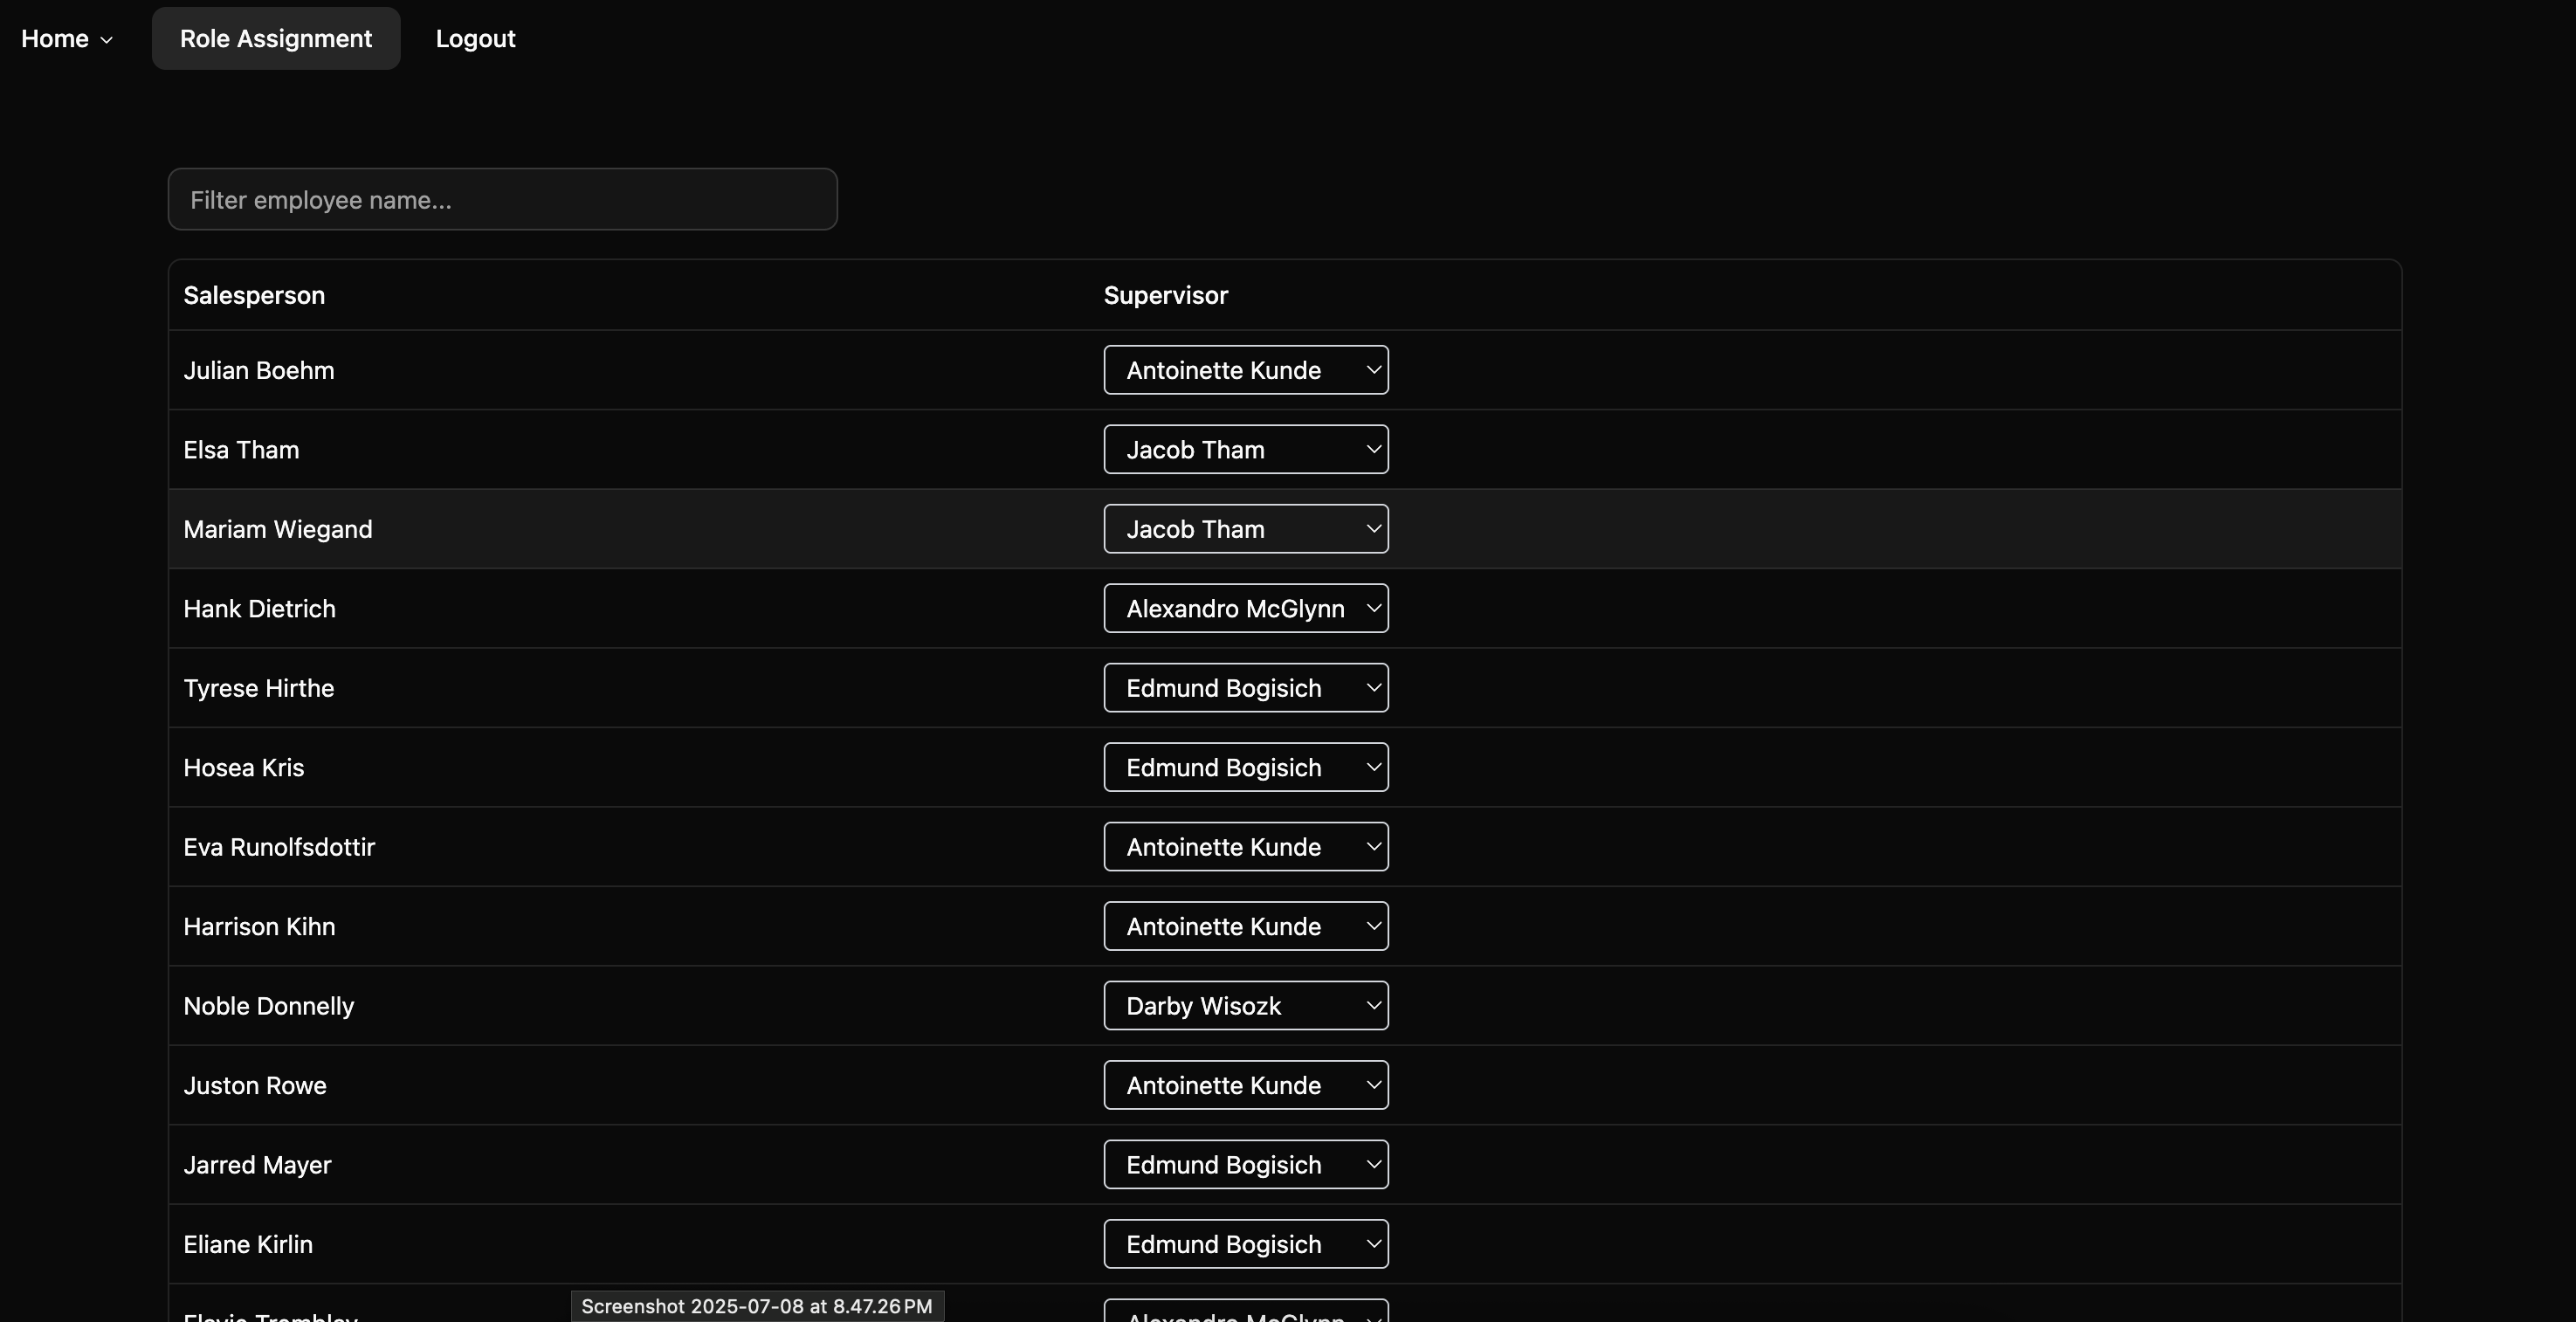 Home Role Assignment Logout
Filter employee name...
Salesperson Supervisor
Julian Boehm Antoinette Kunde
Elsa Tham Jacob Tham
Mariam Wiegand Jacob Tham
Hank Dietrich Alexandro McGlynn
Tyrese Hirthe Edmund Bogisich
Hosea Kris Edmund Bogisich
Eva Runolfsdottir Antoinette Kunde
Harrison Kihn Antoinette Kunde
Noble Donnelly Darby Wisozk
Juston Rowe Antoinette Kunde
Jarred Mayer Edmund Bogisich
Eliane Kirlin Edmund Bogisich
Screenshot 2025-07-08 at 8.47.26 PM
Alexandro McGlynn